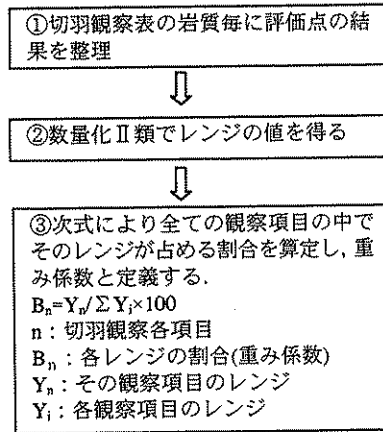 ①切羽観察表の岩質毎に評価点の結
果を整理
②数量化Ⅱ類でレンジの値を得る
③次式により全ての観察項目の中で
そのレンジが占める割合を算定し,重
み係数と定義する.
Bn=Yn/ΣYi×100
n:切羽観察各項目
Bn:各レンジの割合(重み係数)
Yn:その観察項目のレンジ
Yi:各観察項目のレンジ